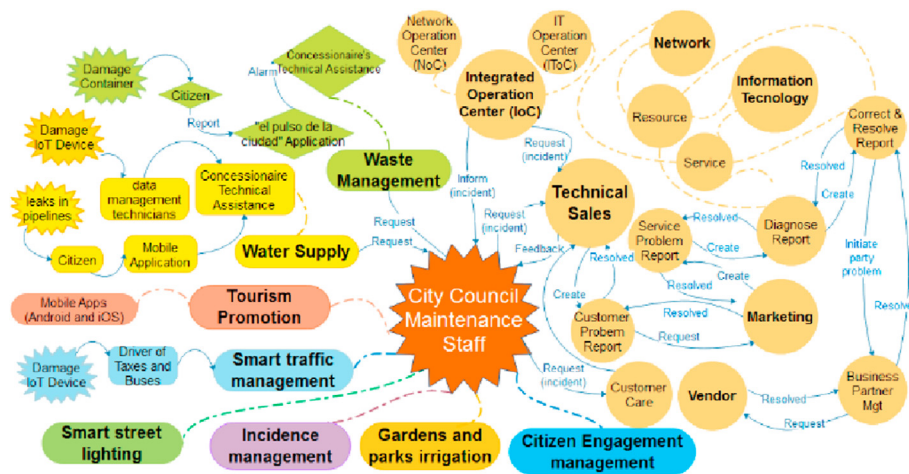 Damage
Container
Citizen
Report
Alarm
Concessionaire's
Technical Assistance
"el pulso de la
ciudad" Application
Waste
Management
Damage
IoT Device
data
management
technicians
Concessionaire
Technical
Assistance
leaks in
pipelines
Citizen
Mobile
Application
Water Supply
Request
Request
Mobile Apps
(Android and iOS)
Tourism
Promotion
Damage
IoT Device
Driver of
Taxes and
Buses
Smart traffic
management
Smart street
lighting
Incidence
management
Gardens and
parks irrigation
Citizen Engagement
management
City Council
Maintenance
Staff
Network
Operation
Center
(NoC)
IT
Operation
Center
(IToC)
Integrated
Operation
Center (IoC)
Inform
(incident)
Request
(incident)
Request
(incident)
Feedback
Technical
Sales
Network
Information
Tecnology
Resource
Service
Correct &
Resolve
Report
Resolved
Create
Diagnose
Report
Resolved
Create
Service
Problem
Report
Create
Resolved
Resolved
Create
Customer
Probem
Report
Resolved
Request
Marketing
Initiate
party
problem
Resolve
Request
(incident)
Customer
Care
Vendor
Resolved
Request
Business
Partner
Mgt